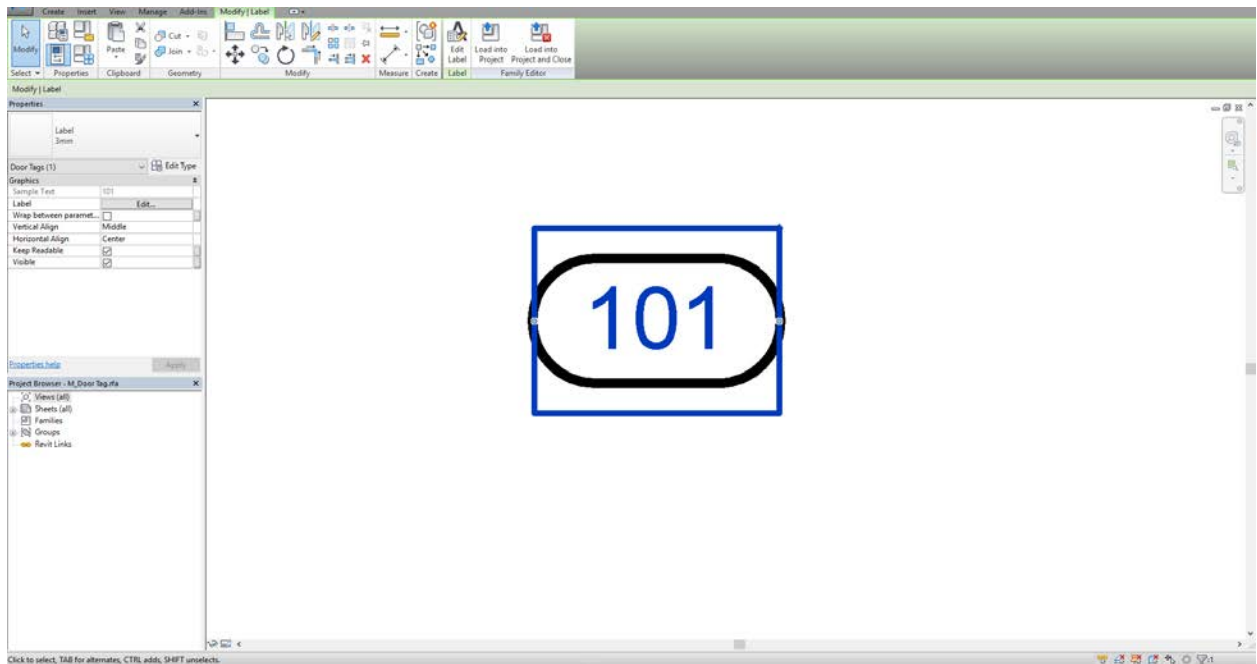 Create Insert View Manage Add-Ins Modify | Label
Modify
Paste
Cut
Join
Edit Label
Load into Project
Load into Project and Close
Select Properties Clipboard Geometry Modify Measure Create Label Family Editor
Modify | Label
Properties
Label
3mm
Door Tags (1) Edit Type
Graphics
Sample Text 101
Label Edit...
Wrap between paramet...
Vertical Align Middle
Horizontal Align Center
Keep Readable
Visible
Properties help Apply
Project Browser - M_Door Tag.rfa
Views (all)
Sheets (all)
Families
Groups
Revit Links
101
Click to select, TAB for alternates, CTRL adds, SHIFT unselects.
:1